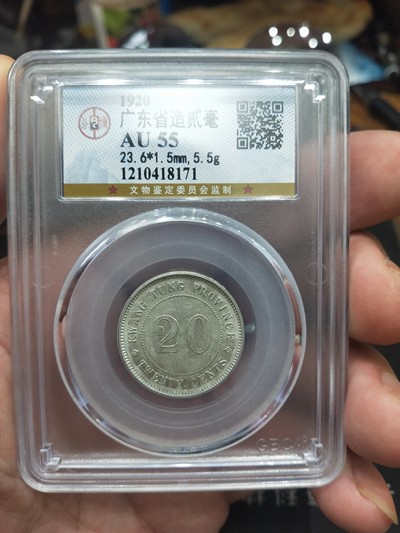 1920
广东省造贰毫
AU 55
23.6*1.5mm,5.5g
1210418171
★ 文物鉴定委员会监制 ★
KWANG TUNG PROVINCE
20
TWENTY CENTS